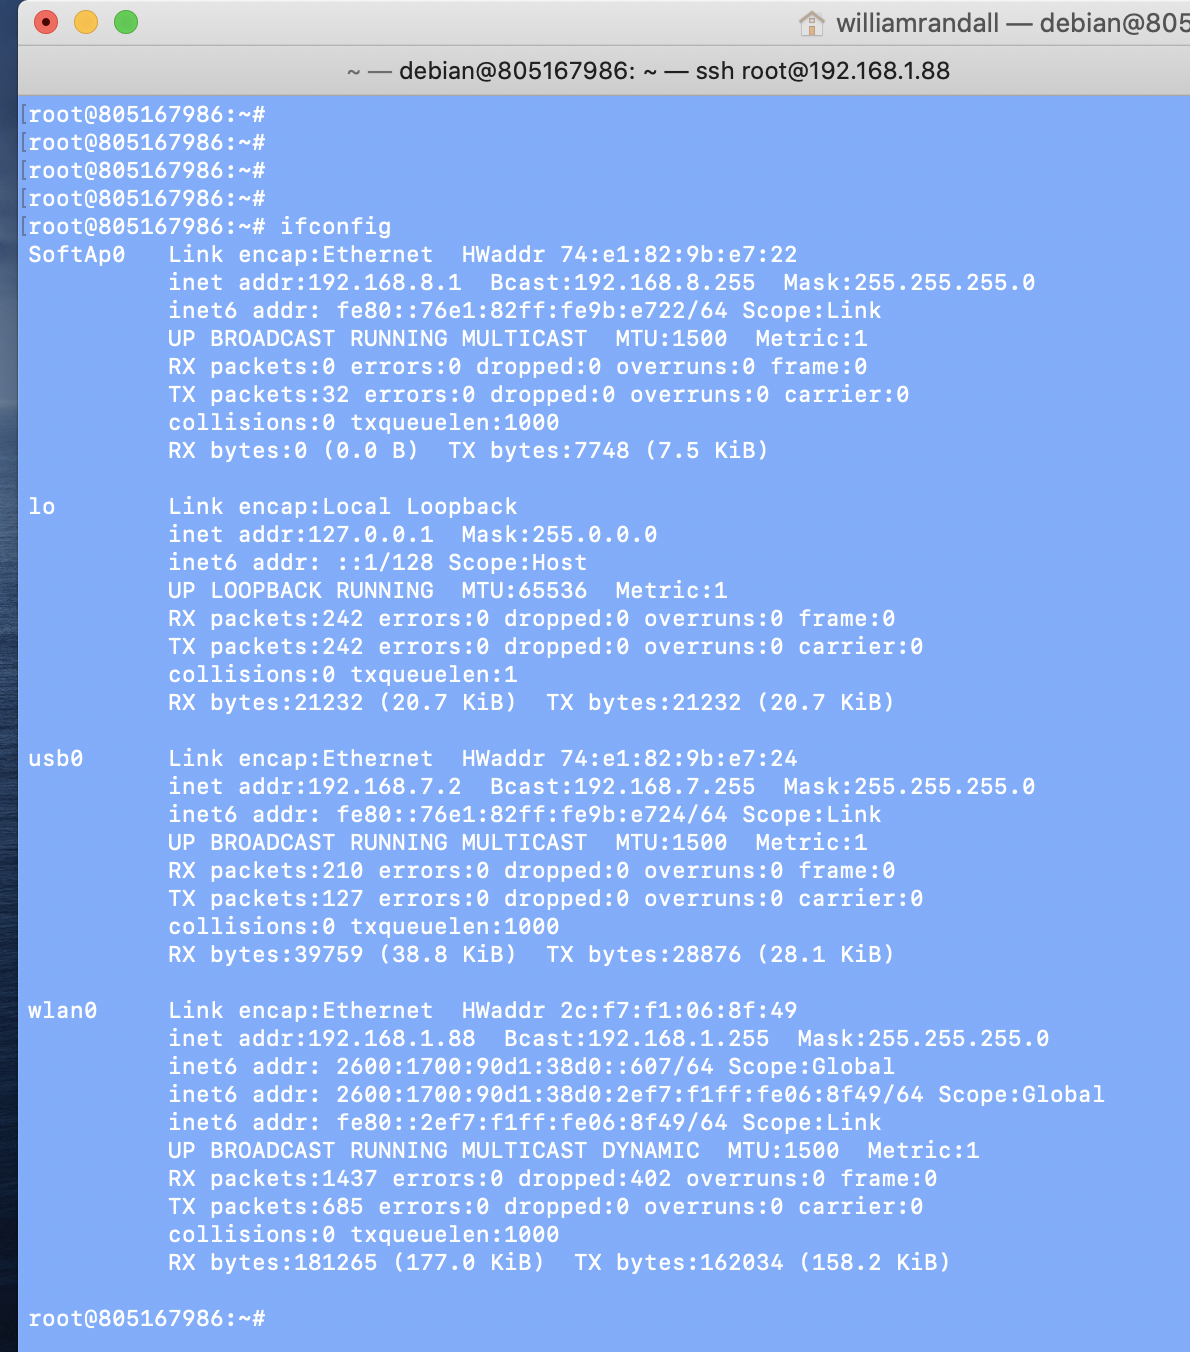 williamrandall — debian@805
~ — debian@805167986: ~ — ssh root@192.168.1.88
[root@805167986:~#
[root@805167986:~#
[root@805167986:~#
[root@805167986:~#
[root@805167986:~# ifconfig
SoftAp0   Link encap:Ethernet  HWaddr 74:e1:82:9b:e7:22
          inet addr:192.168.8.1  Bcast:192.168.8.255  Mask:255.255.255.0
          inet6 addr: fe80::76e1:82ff:fe9b:e722/64 Scope:Link
          UP BROADCAST RUNNING MULTICAST  MTU:1500  Metric:1
          RX packets:0 errors:0 dropped:0 overruns:0 frame:0
          TX packets:32 errors:0 dropped:0 overruns:0 carrier:0
          collisions:0 txqueuelen:1000
          RX bytes:0 (0.0 B)  TX bytes:7748 (7.5 KiB)

lo        Link encap:Local Loopback
          inet addr:127.0.0.1  Mask:255.0.0.0
          inet6 addr: ::1/128 Scope:Host
          UP LOOPBACK RUNNING  MTU:65536  Metric:1
          RX packets:242 errors:0 dropped:0 overruns:0 frame:0
          TX packets:242 errors:0 dropped:0 overruns:0 carrier:0
          collisions:0 txqueuelen:1
          RX bytes:21232 (20.7 KiB)  TX bytes:21232 (20.7 KiB)

usb0      Link encap:Ethernet  HWaddr 74:e1:82:9b:e7:24
          inet addr:192.168.7.2  Bcast:192.168.7.255  Mask:255.255.255.0
          inet6 addr: fe80::76e1:82ff:fe9b:e724/64 Scope:Link
          UP BROADCAST RUNNING MULTICAST  MTU:1500  Metric:1
          RX packets:210 errors:0 dropped:0 overruns:0 frame:0
          TX packets:127 errors:0 dropped:0 overruns:0 carrier:0
          collisions:0 txqueuelen:1000
          RX bytes:39759 (38.8 KiB)  TX bytes:28876 (28.1 KiB)

wlan0     Link encap:Ethernet  HWaddr 2c:f7:f1:06:8f:49
          inet addr:192.168.1.88  Bcast:192.168.1.255  Mask:255.255.255.0
          inet6 addr: 2600:1700:90d1:38d0::607/64 Scope:Global
          inet6 addr: 2600:1700:90d1:38d0:2ef7:f1ff:fe06:8f49/64 Scope:Global
          inet6 addr: fe80::2ef7:f1ff:fe06:8f49/64 Scope:Link
          UP BROADCAST RUNNING MULTICAST DYNAMIC  MTU:1500  Metric:1
          RX packets:1437 errors:0 dropped:402 overruns:0 frame:0
          TX packets:685 errors:0 dropped:0 overruns:0 carrier:0
          collisions:0 txqueuelen:1000
          RX bytes:181265 (177.0 KiB)  TX bytes:162034 (158.2 KiB)

root@805167986:~#